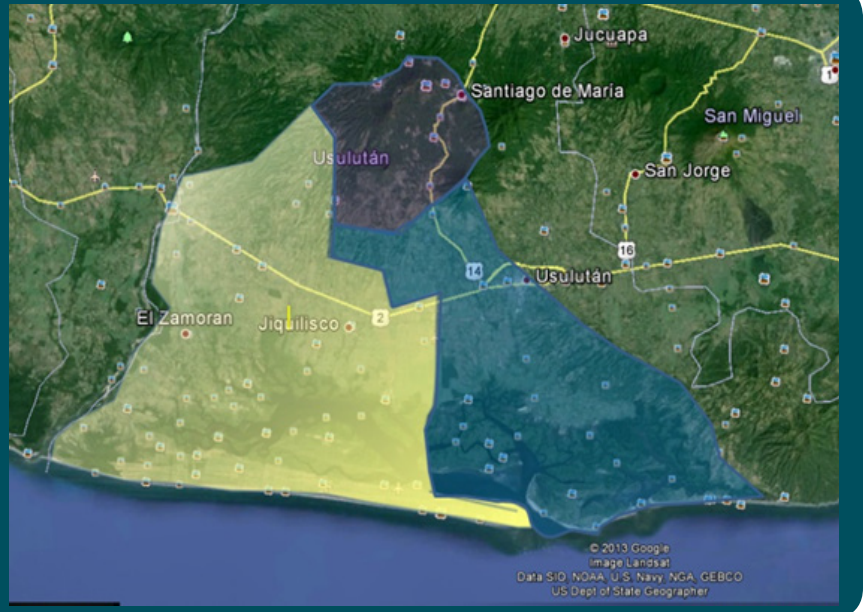 Jucuapa
1
Santiago de María
San Miguel
Usulután
San Jorge
16
14
Usulután
El Zamoran
Jiquilisco
2
© 2013 Google
Image Landsat
Data SIO, NOAA, U.S. Navy, NGA, GEBCO
US Dept of State Geographer